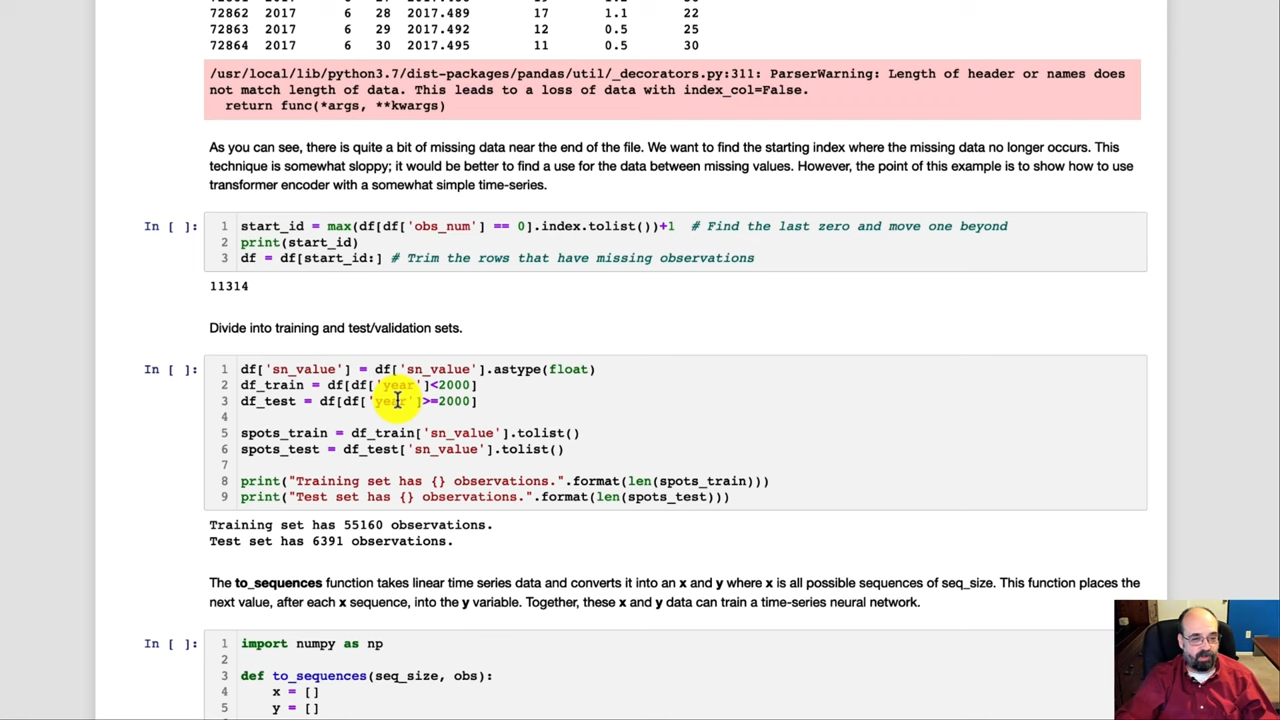 72862 2017 6 28 2017.489 17 1.1 22
72863 2017 6 29 2017.492 12 0.5 25
72864 2017 6 30 2017.495 11 0.5 30
/usr/local/lib/python3.7/dist-packages/pandas/util/_decorators.py:311: ParserWarning: Length of header or names does
not match length of data. This leads to a loss of data with index_col=False.
return func(*args, **kwargs)
As you can see, there is quite a bit of missing data near the end of the file. We want to find the starting index where the missing data no longer occurs. This
technique is somewhat sloppy; it would be better to find a use for the data between missing values. However, the point of this example is to show how to use
transformer encoder with a somewhat simple time-series.
In [ ]: 1 start_id = max(df[df['obs_num'] == 0].index.tolist())+1 # Find the last zero and move one beyond
2 print(start_id)
3 df = df[start_id:] # Trim the rows that have missing observations
11314
Divide into training and test/validation sets.
In [ ]: 1 df['sn_value'] = df['sn_value'].astype(float)
2 df_train = df[df['year']<2000]
3 df_test = df[df['year']>=2000]
4
5 spots_train = df_train['sn_value'].tolist()
6 spots_test = df_test['sn_value'].tolist()
7
8 print("Training set has {} observations.".format(len(spots_train)))
9 print("Test set has {} observations.".format(len(spots_test)))
Training set has 55160 observations.
Test set has 6391 observations.
The to_sequences function takes linear time series data and converts it into an x and y where x is all possible sequences of seq_size. This function places the
next value, after each x sequence, into the y variable. Together, these x and y data can train a time-series neural network.
In [ ]: 1 import numpy as np
2
3 def to_sequences(seq_size, obs):
4 x = []
5 y = []